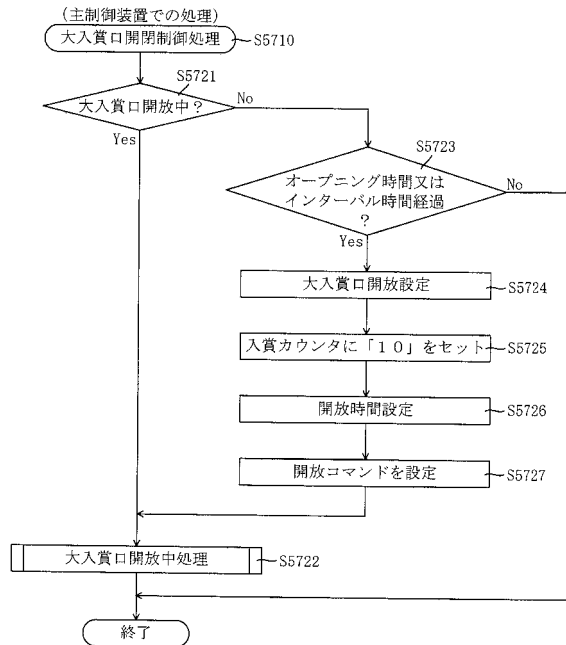 (主制御装置での処理)
大入賞口開閉制御処理
S5710
S5721
大入賞口開放中?
No
Yes
S5723
オープニング時間又は
インターバル時間経過
?
No
Yes
大入賞口開放設定
S5724
入賞カウンタに「10」をセット
S5725
開放時間設定
S5726
開放コマンドを設定
S5727
大入賞口開放中処理
S5722
終了